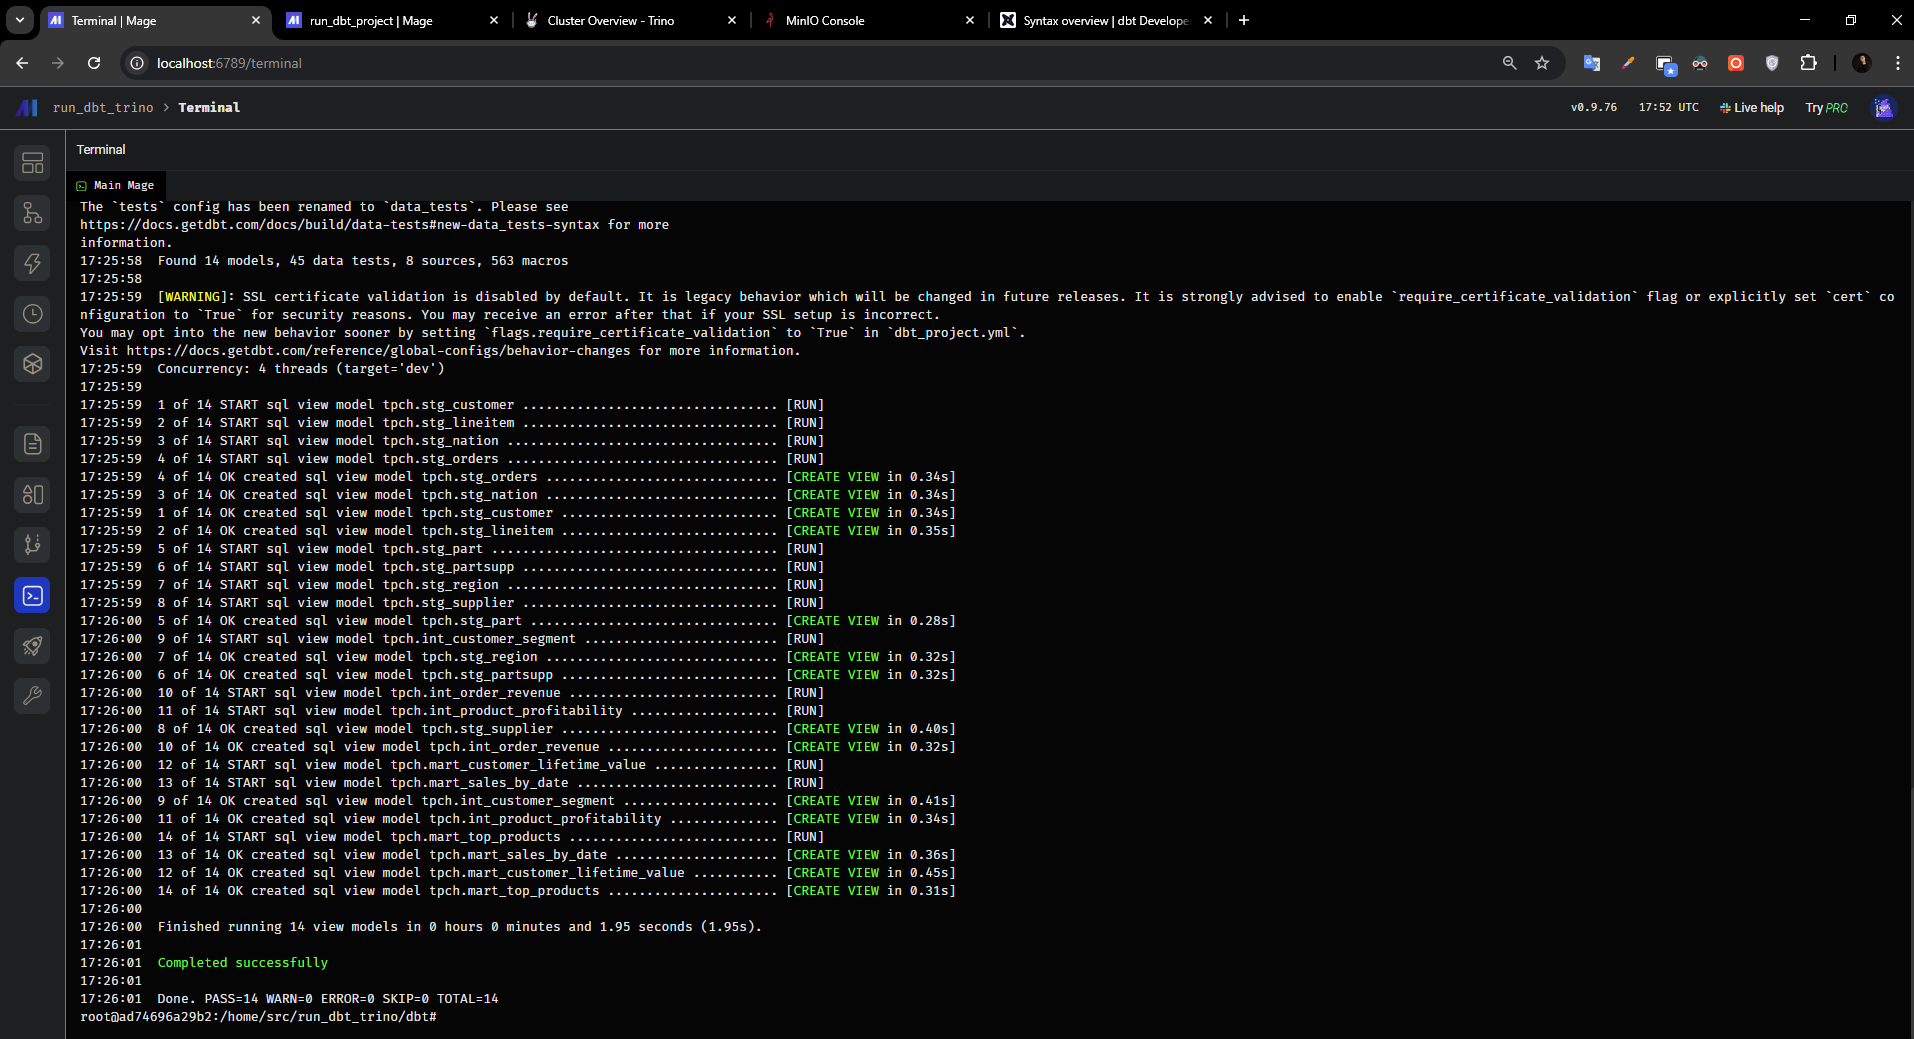 Terminal | Mage
run_dbt_project | Mage
Cluster Overview - Trino
MinIO Console
Syntax overview | dbt Develope
localhost:6789/terminal
run_dbt_trino > Terminal
v0.9.76 17:52 UTC Live help Try PRO
Terminal
Main Mage
The `tests` config has been renamed to `data_tests`. Please see
https://docs.getdbt.com/docs/build/data-tests#new-data_tests-syntax for more
information.
17:25:58  Found 14 models, 45 data tests, 8 sources, 563 macros
17:25:58
17:25:59  [WARNING]: SSL certificate validation is disabled by default. It is legacy behavior which will be changed in future releases. It is strongly advised to enable `require_certificate_validation` flag or explicitly set `cert` co
nfiguration to `True` for security reasons. You may receive an error after that if your SSL setup is incorrect.
You may opt into the new behavior sooner by setting `flags.require_certificate_validation` to `True` in `dbt_project.yml`.
Visit https://docs.getdbt.com/reference/global-configs/behavior-changes for more information.
17:25:59  Concurrency: 4 threads (target='dev')
17:25:59
17:25:59  1 of 14 START sql view model tpch.stg_customer ................................. [RUN]
17:25:59  2 of 14 START sql view model tpch.stg_lineitem ................................. [RUN]
17:25:59  3 of 14 START sql view model tpch.stg_nation ................................... [RUN]
17:25:59  4 of 14 START sql view model tpch.stg_orders ................................... [RUN]
17:25:59  4 of 14 OK created sql view model tpch.stg_orders .............................. [CREATE VIEW in 0.34s]
17:25:59  3 of 14 OK created sql view model tpch.stg_nation .............................. [CREATE VIEW in 0.34s]
17:25:59  1 of 14 OK created sql view model tpch.stg_customer ............................ [CREATE VIEW in 0.34s]
17:25:59  2 of 14 OK created sql view model tpch.stg_lineitem ............................ [CREATE VIEW in 0.35s]
17:25:59  5 of 14 START sql view model tpch.stg_part ..................................... [RUN]
17:25:59  6 of 14 START sql view model tpch.stg_partsupp ................................. [RUN]
17:25:59  7 of 14 START sql view model tpch.stg_region ................................... [RUN]
17:25:59  8 of 14 START sql view model tpch.stg_supplier ................................. [RUN]
17:26:00  5 of 14 OK created sql view model tpch.stg_part ................................ [CREATE VIEW in 0.28s]
17:26:00  9 of 14 START sql view model tpch.int_customer_segment ......................... [RUN]
17:26:00  7 of 14 OK created sql view model tpch.stg_region .............................. [CREATE VIEW in 0.32s]
17:26:00  6 of 14 OK created sql view model tpch.stg_partsupp ............................ [CREATE VIEW in 0.32s]
17:26:00  10 of 14 START sql view model tpch.int_order_revenue ........................... [RUN]
17:26:00  11 of 14 START sql view model tpch.int_product_profitability ................... [RUN]
17:26:00  8 of 14 OK created sql view model tpch.stg_supplier ............................ [CREATE VIEW in 0.40s]
17:26:00  10 of 14 OK created sql view model tpch.int_order_revenue ...................... [CREATE VIEW in 0.32s]
17:26:00  12 of 14 START sql view model tpch.mart_customer_lifetime_value ................ [RUN]
17:26:00  13 of 14 START sql view model tpch.mart_sales_by_date .......................... [RUN]
17:26:00  9 of 14 OK created sql view model tpch.int_customer_segment .................... [CREATE VIEW in 0.41s]
17:26:00  11 of 14 OK created sql view model tpch.int_product_profitability .............. [CREATE VIEW in 0.34s]
17:26:00  14 of 14 START sql view model tpch.mart_top_products ........................... [RUN]
17:26:00  13 of 14 OK created sql view model tpch.mart_sales_by_date ..................... [CREATE VIEW in 0.36s]
17:26:00  12 of 14 OK created sql view model tpch.mart_customer_lifetime_value ........... [CREATE VIEW in 0.45s]
17:26:00  14 of 14 OK created sql view model tpch.mart_top_products ...................... [CREATE VIEW in 0.31s]
17:26:00
17:26:00  Finished running 14 view models in 0 hours 0 minutes and 1.95 seconds (1.95s).
17:26:01
17:26:01  Completed successfully
17:26:01
17:26:01  Done. PASS=14 WARN=0 ERROR=0 SKIP=0 TOTAL=14
root@ad74696a29b2:/home/src/run_dbt_trino/dbt#